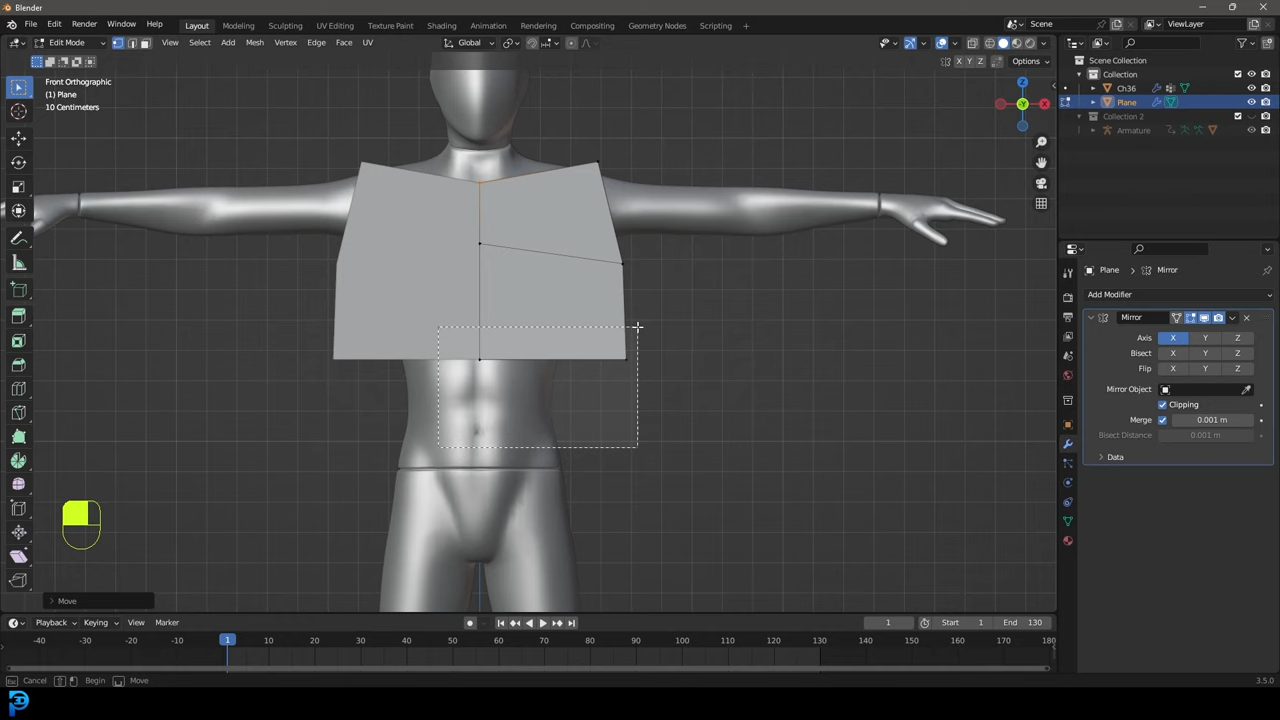 Blender
File Edit Render Window Help Layout Modeling Sculpting UV Editing Texture Paint Shading Animation Rendering Compositing Geometry Nodes Scripting Scene ViewLayer
Edit Mode View Select Add Mesh Vertex Edge Face UV Global
X Y Z Options
Front Orthographic
(1) Plane
10 Centimeters
Z
-Y
X
Scene Collection
Collection
Ch36
Plane
Collection 2
Armature
Plane Mirror
Add Modifier
Mirror
Axis X Y Z
Bisect X Y Z
Flip X Y Z
Mirror Object
Clipping
Merge 0.001 m
Bisect Distance 0.001 m
Data
Move
Playback Keying View Marker 1 Start 1 End 130
-40 -30 -20 -10 1 10 20 30 40 50 60 70 80 90 100 110 120 130 140 150 160 170 180
Cancel Begin Move 3.5.0